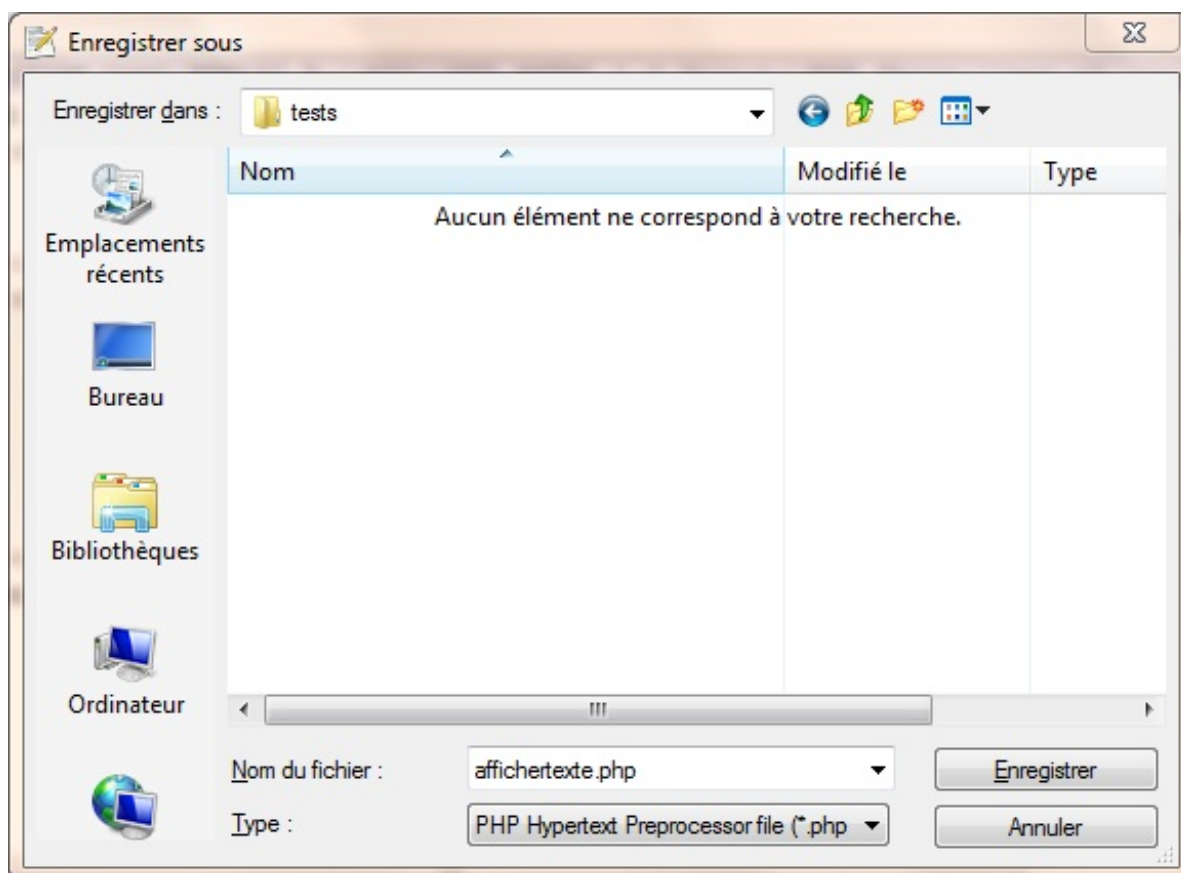 Enregistrer sous
Enregistrer dans :
tests
Nom
Modifié le
Type
Aucun élément ne correspond à votre recherche.
Emplacements
récents
Bureau
Bibliothèques
Ordinateur
Nom du fichier :
affichertexte.php
Enregistrer
Type :
PHP Hypertext Preprocessor file (*.php
Annuler